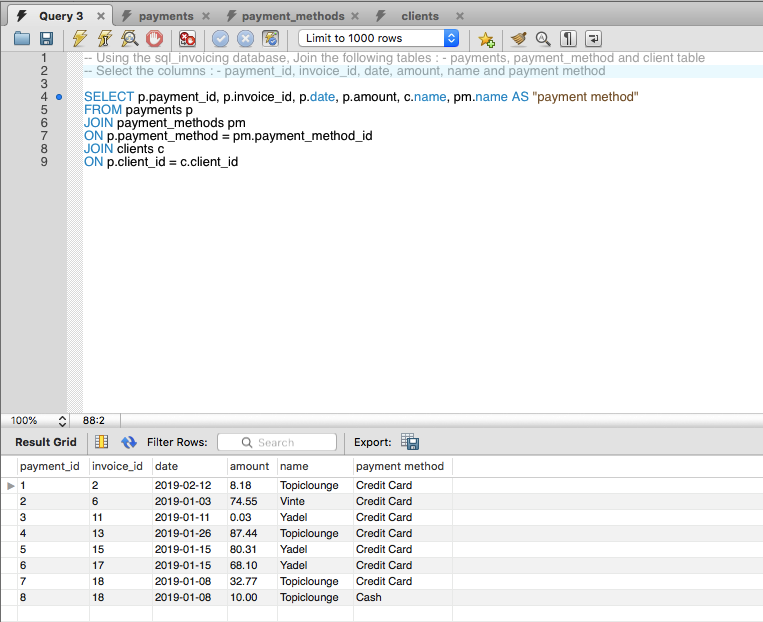 Query 3 payments payment_methods clients
Limit to 1000 rows
1 -- Using the sql_invoicing database, Join the following tables : - payments, payment_method and client table
2 -- Select the columns : - payment_id, invoice_id, date, amount, name and payment method
3
4 SELECT p.payment_id, p.invoice_id, p.date, p.amount, c.name, pm.name AS "payment method"
5 FROM payments p
6 JOIN payment_methods pm
7 ON p.payment_method = pm.payment_method_id
8 JOIN clients c
9 ON p.client_id = c.client_id
100% 88:2
Result Grid Filter Rows: Search Export:
payment_id invoice_id date amount name payment method
1 2 2019-02-12 8.18 Topiclounge Credit Card
2 6 2019-01-03 74.55 Vinte Credit Card
3 11 2019-01-11 0.03 Yadel Credit Card
4 13 2019-01-26 87.44 Topiclounge Credit Card
5 15 2019-01-15 80.31 Yadel Credit Card
6 17 2019-01-15 68.10 Yadel Credit Card
7 18 2019-01-08 32.77 Topiclounge Credit Card
8 18 2019-01-08 10.00 Topiclounge Cash